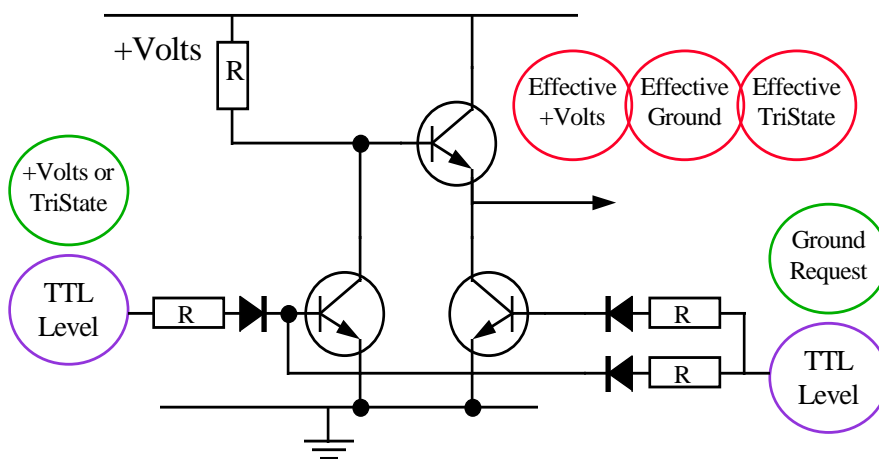 +Volts
R
Effective
+Volts
Effective
Ground
Effective
TriState
+Volts or
TriState
Ground
Request
TTL
Level
R
R
R
TTL
Level